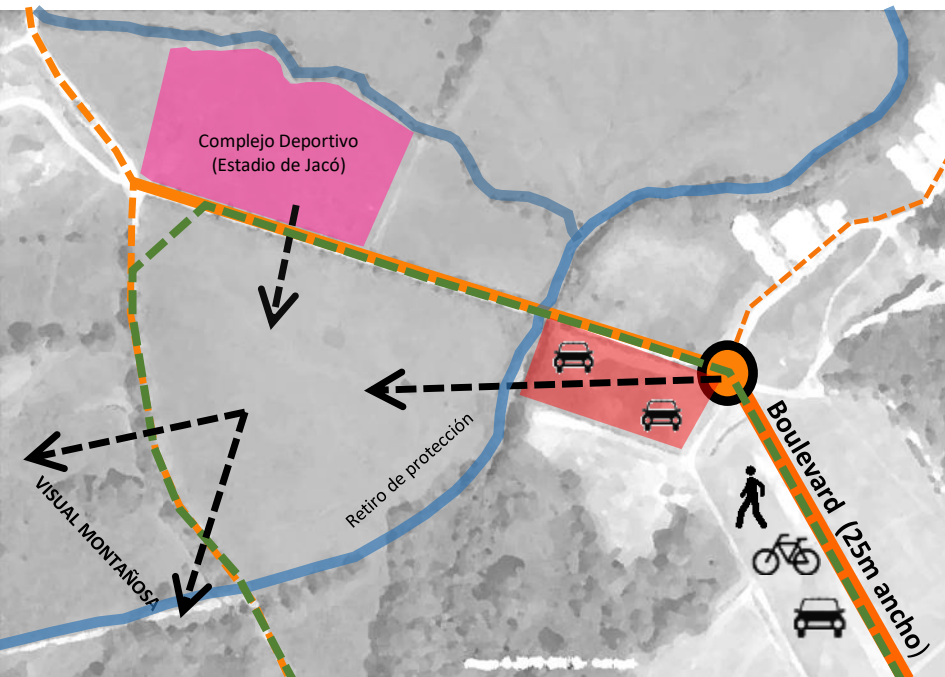 Complejo Deportivo
(Estadio de Jacó)
Retiro de protección
VISUAL MONTAÑOSA
Boulevard (25m ancho)